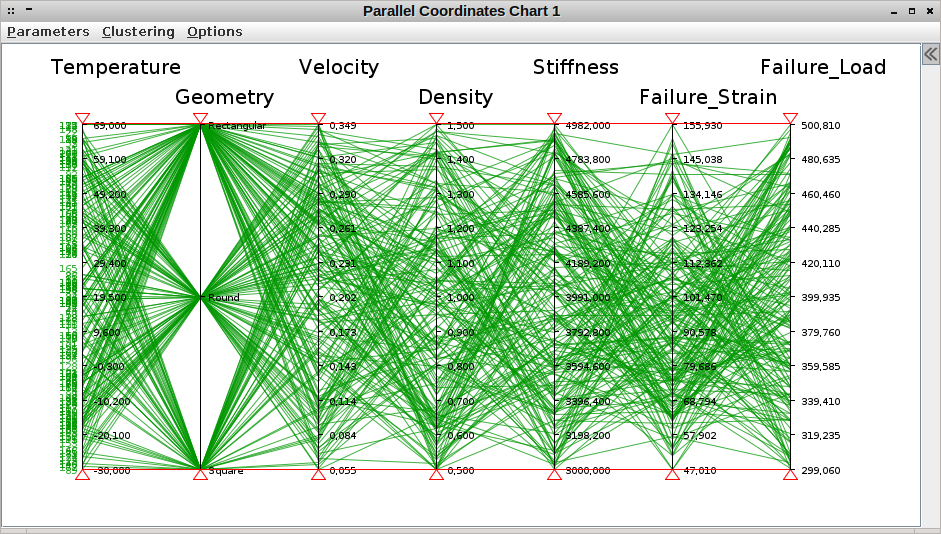 Parallel Coordinates Chart 1
Parameters Clustering Options
Temperature Velocity Stiffness Failure_Load
Geometry Density Failure_Strain
69,000 Rectangular 0,349 1,500 4982,000 155,930 500,810
59,100 0,320 1,400 4783,800 145,038 480,635
49,200 0,290 1,300 4585,600 134,146 460,460
39,300 0,261 1,200 4387,400 123,254 440,285
29,400 0,231 1,100 4189,200 112,362 420,110
19,500 Round 0,202 1,000 3991,000 101,470 399,935
9,600 0,173 0,900 3792,800 90,578 379,760
-0,300 0,143 0,800 3594,600 79,686 359,585
-10,200 0,114 0,700 3396,400 68,794 339,410
-20,100 0,084 0,600 3198,200 57,902 319,235
-30,000 Square 0,055 0,500 3000,000 47,010 299,060